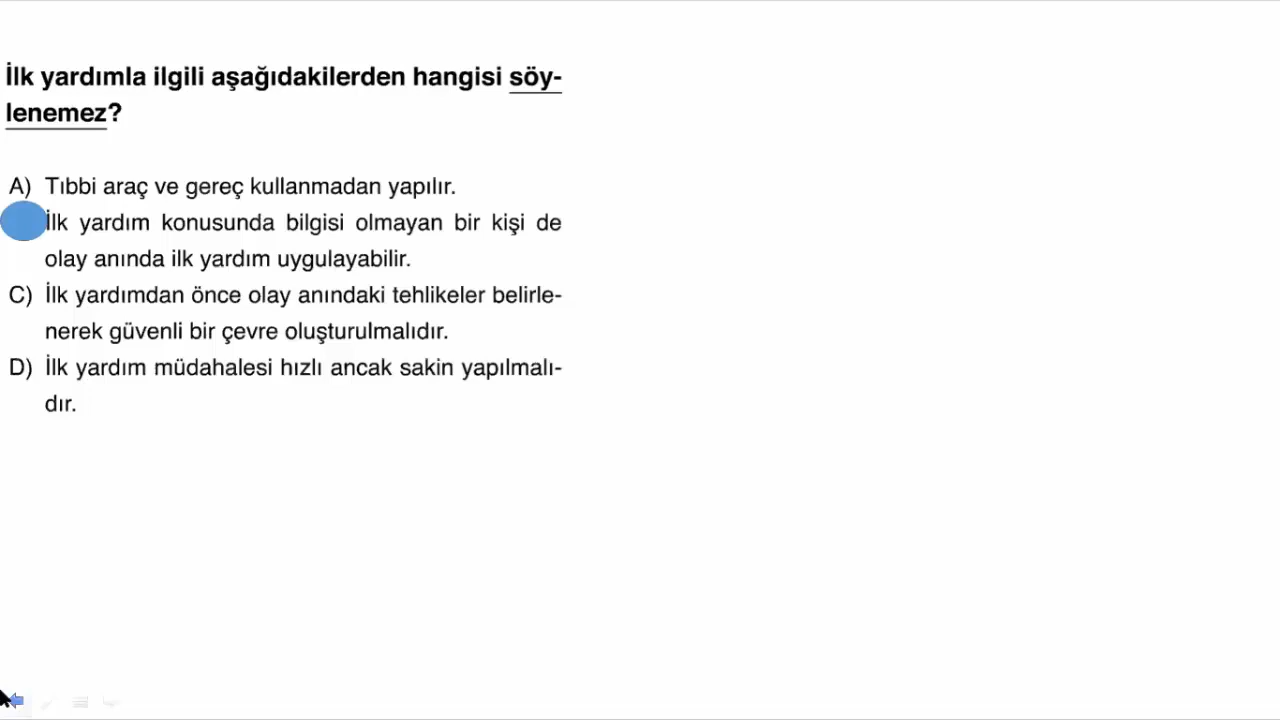 İlk yardımla ilgili aşağıdakilerden hangisi söy-
lenemez?
A) Tıbbi araç ve gereç kullanmadan yapılır.
İlk yardım konusunda bilgisi olmayan bir kişi de
olay anında ilk yardım uygulayabilir.
C) İlk yardımdan önce olay anındaki tehlikeler belirle-
nerek güvenli bir çevre oluşturulmalıdır.
D) İlk yardım müdahalesi hızlı ancak sakin yapılmalı-
dır.